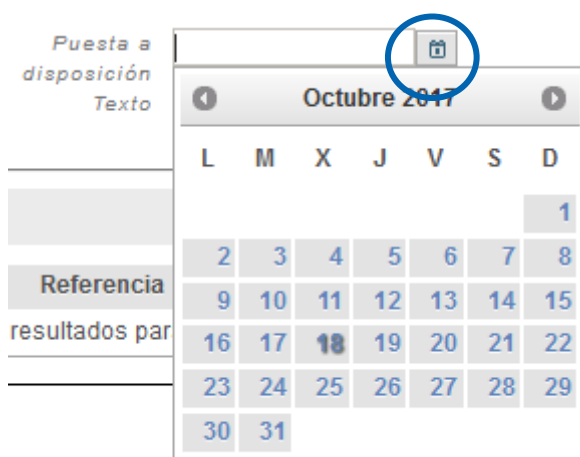 Puesta a
disposición
Texto
Octubre 2017
L M X J V S D
1
2 3 4 5 6 7 8
9 10 11 12 13 14 15
16 17 18 19 20 21 22
23 24 25 26 27 28 29
30 31
Referencia
resultados par